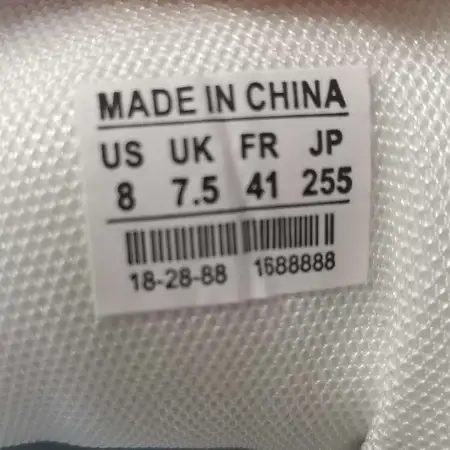 MADE IN CHINA
US UK FR JP
8 7.5 41 255
18-28-88 1688888